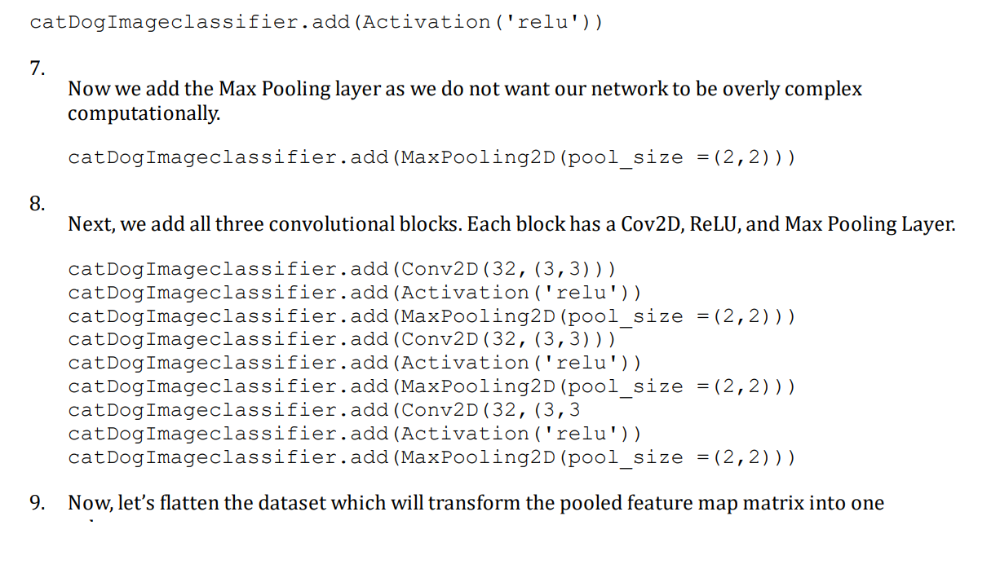 catDogImageclassifier.add(Activation('relu'))
7.
Now we add the Max Pooling layer as we do not want our network to be overly complex
computationally.
catDogImageclassifier.add(MaxPooling2D(pool_size =(2,2)))
8.
Next, we add all three convolutional blocks. Each block has a Cov2D, ReLU, and Max Pooling Layer.
catDogImageclassifier.add(Conv2D(32,(3,3)))
catDogImageclassifier.add(Activation('relu'))
catDogImageclassifier.add(MaxPooling2D(pool_size =(2,2)))
catDogImageclassifier.add(Conv2D(32,(3,3)))
catDogImageclassifier.add(Activation('relu'))
catDogImageclassifier.add(MaxPooling2D(pool_size =(2,2)))
catDogImageclassifier.add(Conv2D(32,(3,3
catDogImageclassifier.add(Activation('relu'))
catDogImageclassifier.add(MaxPooling2D(pool_size =(2,2)))
9. Now, let’s flatten the dataset which will transform the pooled feature map matrix into one